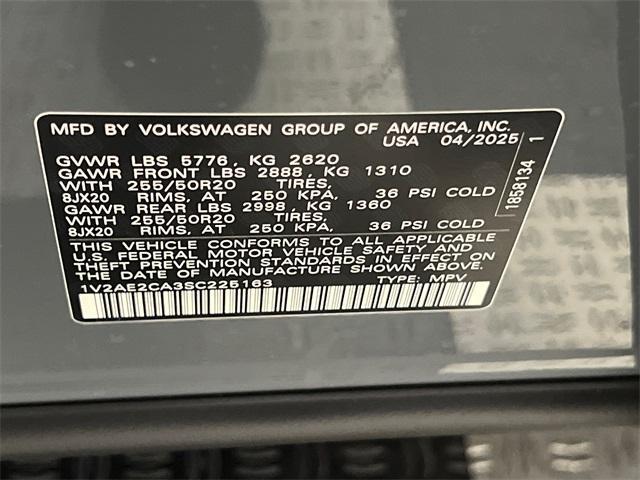 MFD BY VOLKSWAGEN GROUP OF AMERICA, INC.
USA 04/2025
GVWR LBS 5776, KG 2620
GAWR FRONT LBS 2888, KG 1310
WITH 255/50R20 TIRES,
8JX20 RIMS, AT 250 KPA, 36 PSI COLD
GAWR REAR LBS 2998, KG 1360
WITH 255/50R20 TIRES,
8JX20 RIMS, AT 250 KPA, 36 PSI COLD
THIS VEHICLE CONFORMS TO ALL APPLICABLE
U.S. FEDERAL MOTOR VEHICLE SAFETY AND
THEFT PREVENTION STANDARDS IN EFFECT ON
THE DATE OF MANUFACTURE SHOWN ABOVE
1V2AE2CA3SC225163 TYPE: MPV
1858134 1